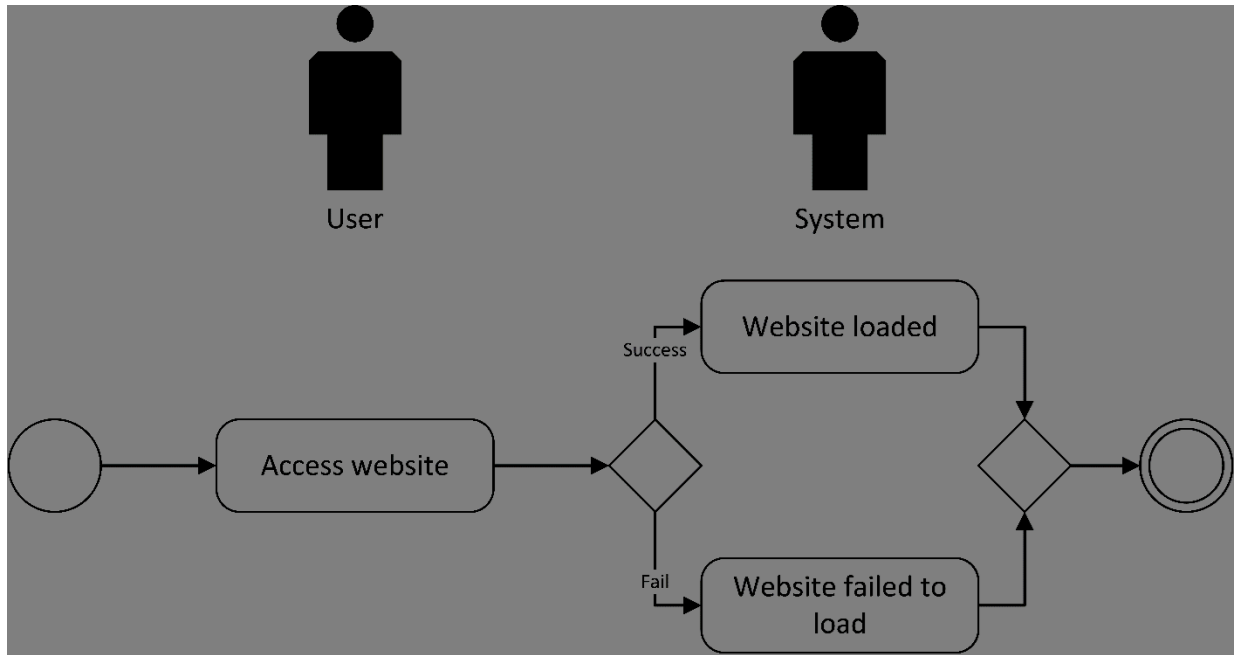 User
System
Website loaded
Success
Access website
Fail
Website failed to
load